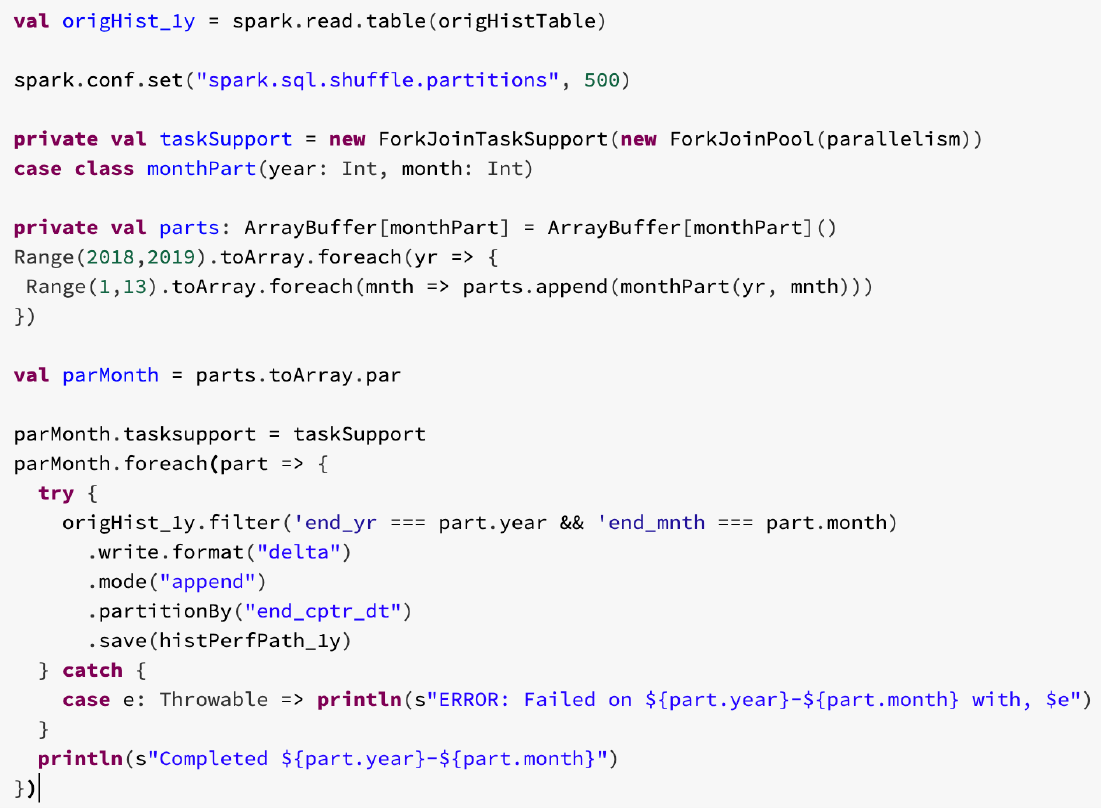 val origHist_1y = spark.read.table(origHistTable)
spark.conf.set("spark.sql.shuffle.partitions", 500)
private val taskSupport = new ForkJoinTaskSupport(new ForkJoinPool(parallelism))
case class monthPart(year: Int, month: Int)
private val parts: ArrayBuffer[monthPart] = ArrayBuffer[monthPart]()
Range(2018,2019).toArray.foreach(yr => {
 Range(1,13).toArray.foreach(mnth => parts.append(monthPart(yr, mnth)))
})
val parMonth = parts.toArray.par
parMonth.tasksupport = taskSupport
parMonth.foreach(part => {
  try {
    origHist_1y.filter('end_yr === part.year && 'end_mnth === part.month)
      .write.format("delta")
      .mode("append")
      .partitionBy("end_cptr_dt")
      .save(histPerfPath_1y)
  } catch {
    case e: Throwable => println(s"ERROR: Failed on ${part.year}-${part.month} with, $e")
  }
  println(s"Completed ${part.year}-${part.month}")
})